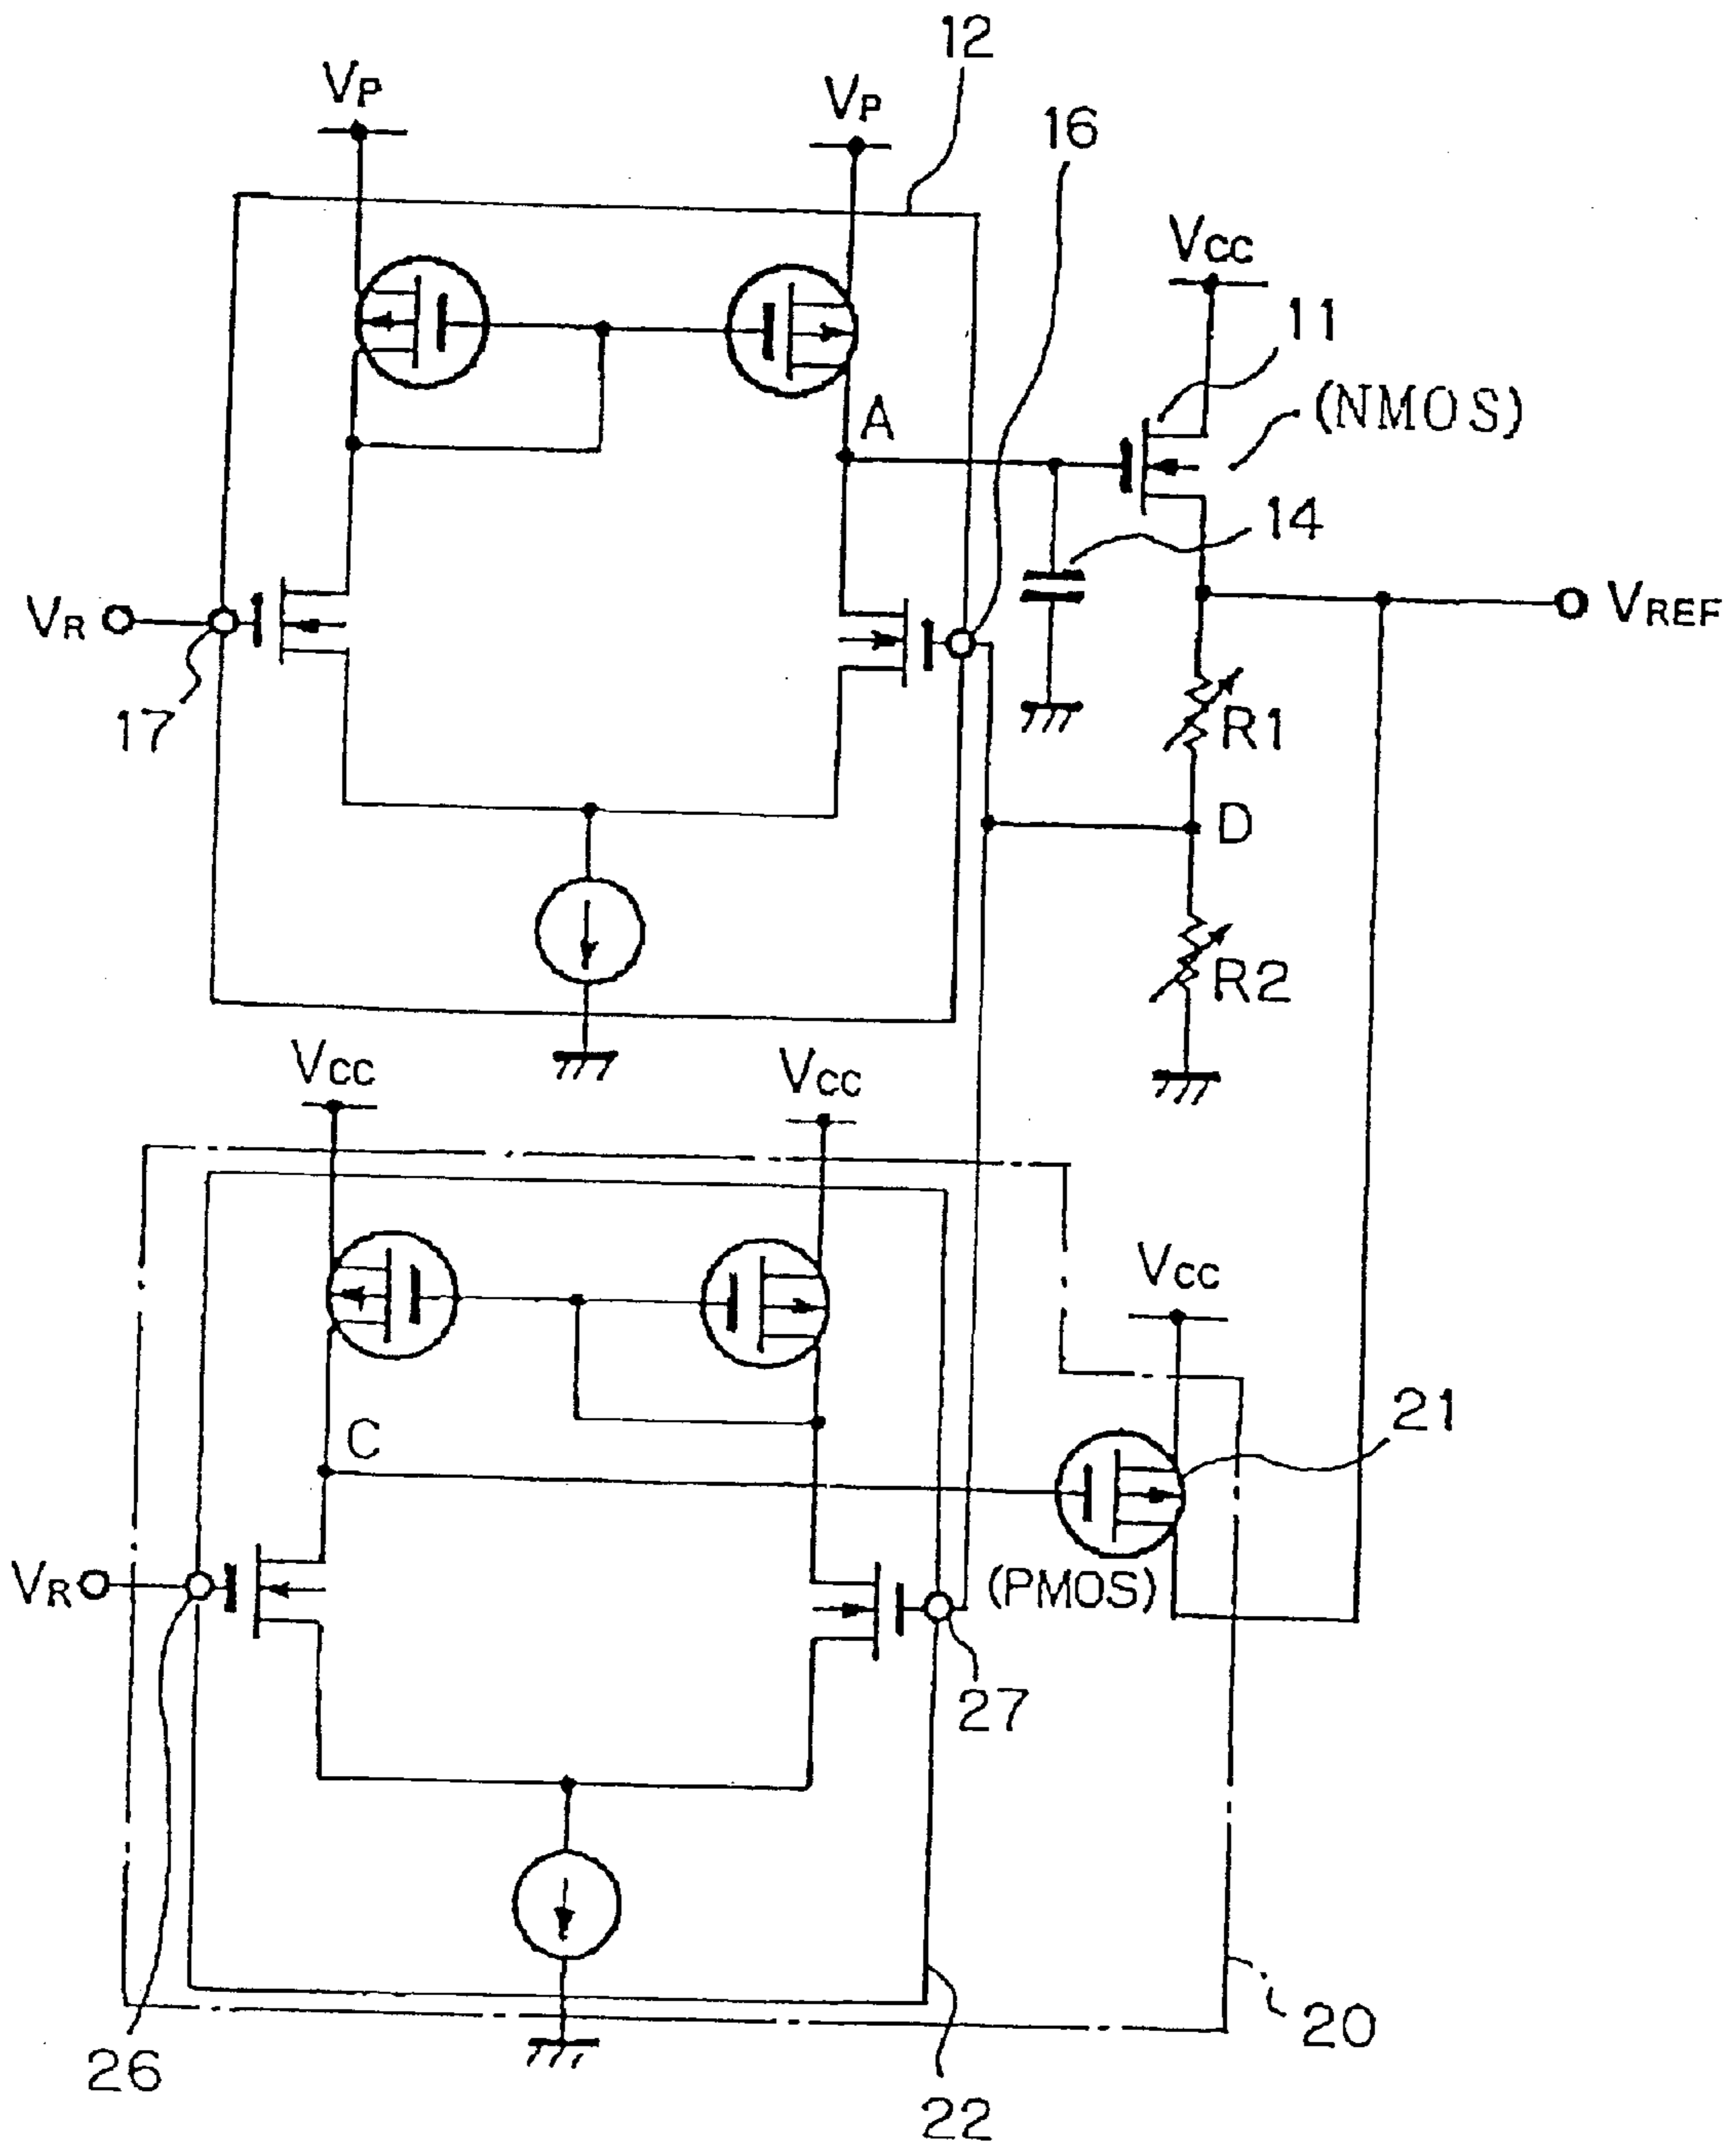 12
VP
VP
16
VCC
11
(NMOS)
A
14
VR
VREF
17
R1
D
R2
VCC
VCC
VCC
21
C
VR
(PMOS)
27
20
26
22